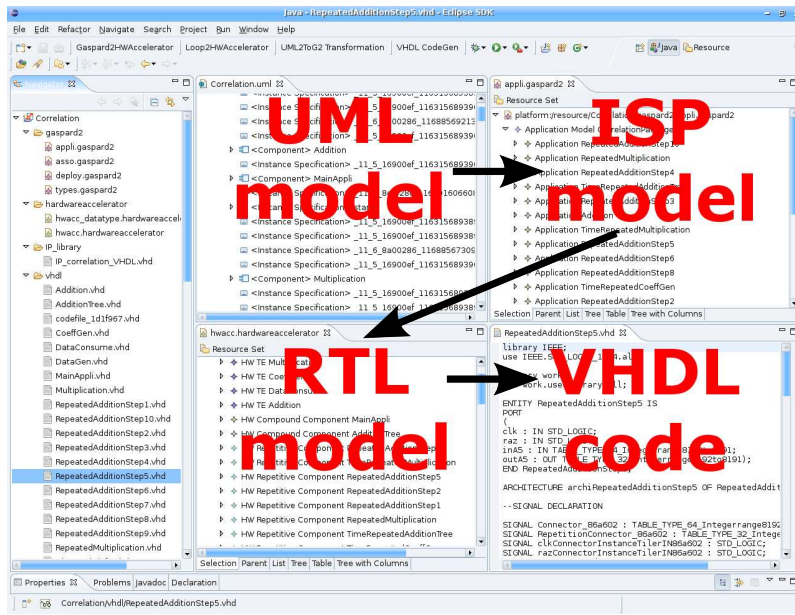 Java - RepeatedAdditionStep5.vhd - Eclipse SDK
File Edit Refactor Navigate Search Project Run Window Help
Gaspard2HWAccelerator Loop2HWAccelerator UML2ToG2 Transformation VHDL CodeGen Java Resource
Navigator
Correlation
gaspard2
appli.gaspard2
asso.gaspard2
deploy.gaspard2
types.gaspard2
hardwareaccelerator
hwacc_datatype.hardwareaccel
hwacc.hardwareaccelerator
IP_library
IP_correlation_VHDL.vhd
vhdl
Addition.vhd
AdditionTree.vhd
codefile_1d1f967.vhd
CoeffGen.vhd
DataConsume.vhd
DataGen.vhd
MainAppli.vhd
Multiplication.vhd
RepeatedAdditionStep1.vhd
RepeatedAdditionStep10.vhd
RepeatedAdditionStep2.vhd
RepeatedAdditionStep3.vhd
RepeatedAdditionStep4.vhd
RepeatedAdditionStep5.vhd
RepeatedAdditionStep6.vhd
RepeatedAdditionStep7.vhd
RepeatedAdditionStep8.vhd
RepeatedAdditionStep9.vhd
RepeatedMultiplication.vhd
Correlation.uml
UML
model
<Component> Addition
<Component> MainAppli
<Component> Multiplication
appli.gaspard2
Resource Set
ISP
model
Application RepeatedMultiplication
Application RepeatedAdditionStep4
Application TimeRepeatedMultiplication
Application RepeatedAdditionStep5
Application RepeatedAdditionStep6
Application RepeatedAdditionStep8
Application TimeRepeatedCoeffGen
Application RepeatedAdditionStep2
Selection Parent List Tree Table Tree with Columns
hwacc.hardwareaccelerator
Resource Set
RTL
model
HW TE Addition
HW Compound Component MainAppli
HW Repetitive Component RepeatedAdditionStep5
HW Repetitive Component RepeatedAdditionStep2
HW Repetitive Component RepeatedAdditionStep1
HW Repetitive Component RepeatedMultiplication
HW Repetitive Component TimeRepeatedAdditionTree
Selection Parent List Tree Table Tree with Columns
RepeatedAdditionStep5.vhd
VHDL
code
library IEEE;
ENTITY RepeatedAdditionStep5 IS
PORT
(
clk : IN STD_LOGIC;
raz : IN STD_LOGIC;
ARCHITECTURE archiRepeatedAdditionStep5 OF RepeatedAddit
--SIGNAL DECLARATION
SIGNAL Connector_86a602 : TABLE_TYPE_64_Integerrange8192
SIGNAL RepetitionConnector_86a602 : TABLE_TYPE_32_Intege
SIGNAL clkConnectorInstanceTilerIN86a602 : STD_LOGIC;
SIGNAL razConnectorInstanceTilerIN86a602 : STD_LOGIC;
Properties Problems Javadoc Declaration
Correlation/vhdl/RepeatedAdditionStep5.vhd